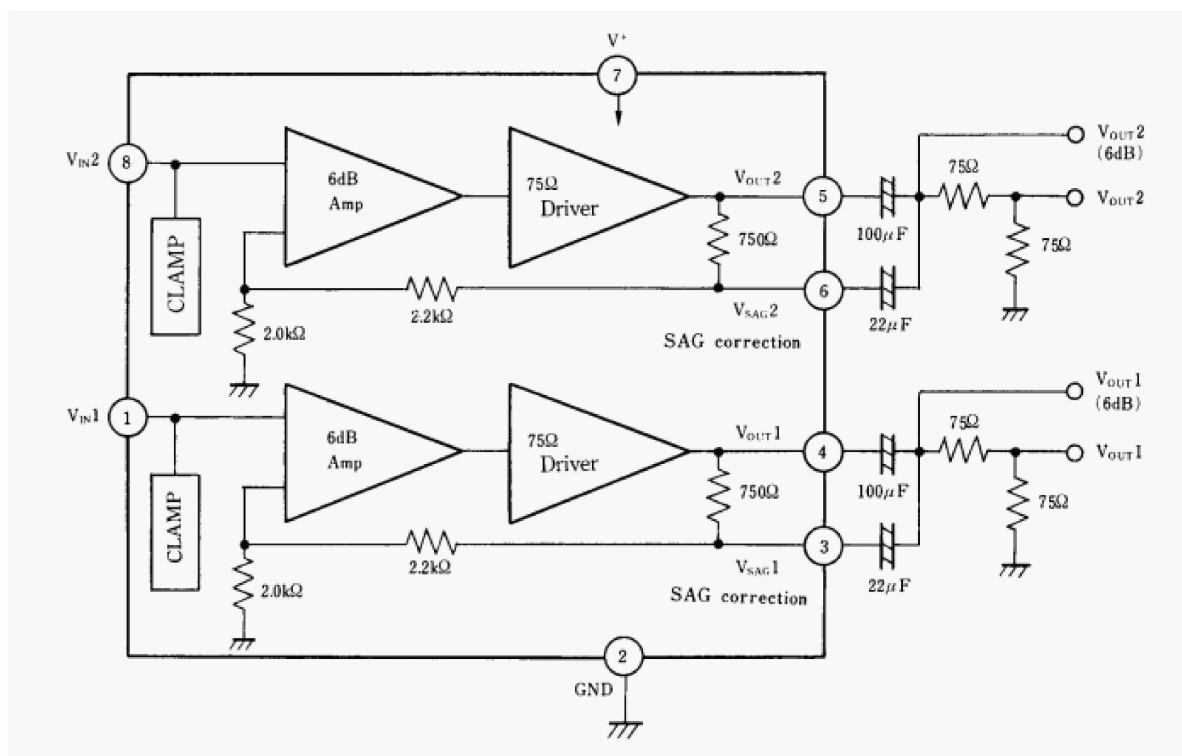 V+
7
VIN2
8
6dB
Amp
75Ω
Driver
VOUT2
5
750Ω
100μF
75Ω
VOUT2
(6dB)
VOUT2
75Ω
CLAMP
2.0kΩ
2.2kΩ
VSAG2
6
22μF
SAG correction
VIN1
1
6dB
Amp
75Ω
Driver
VOUT1
4
750Ω
100μF
75Ω
VOUT1
(6dB)
VOUT1
75Ω
CLAMP
2.0kΩ
2.2kΩ
VSAG1
3
22μF
SAG correction
2
GND